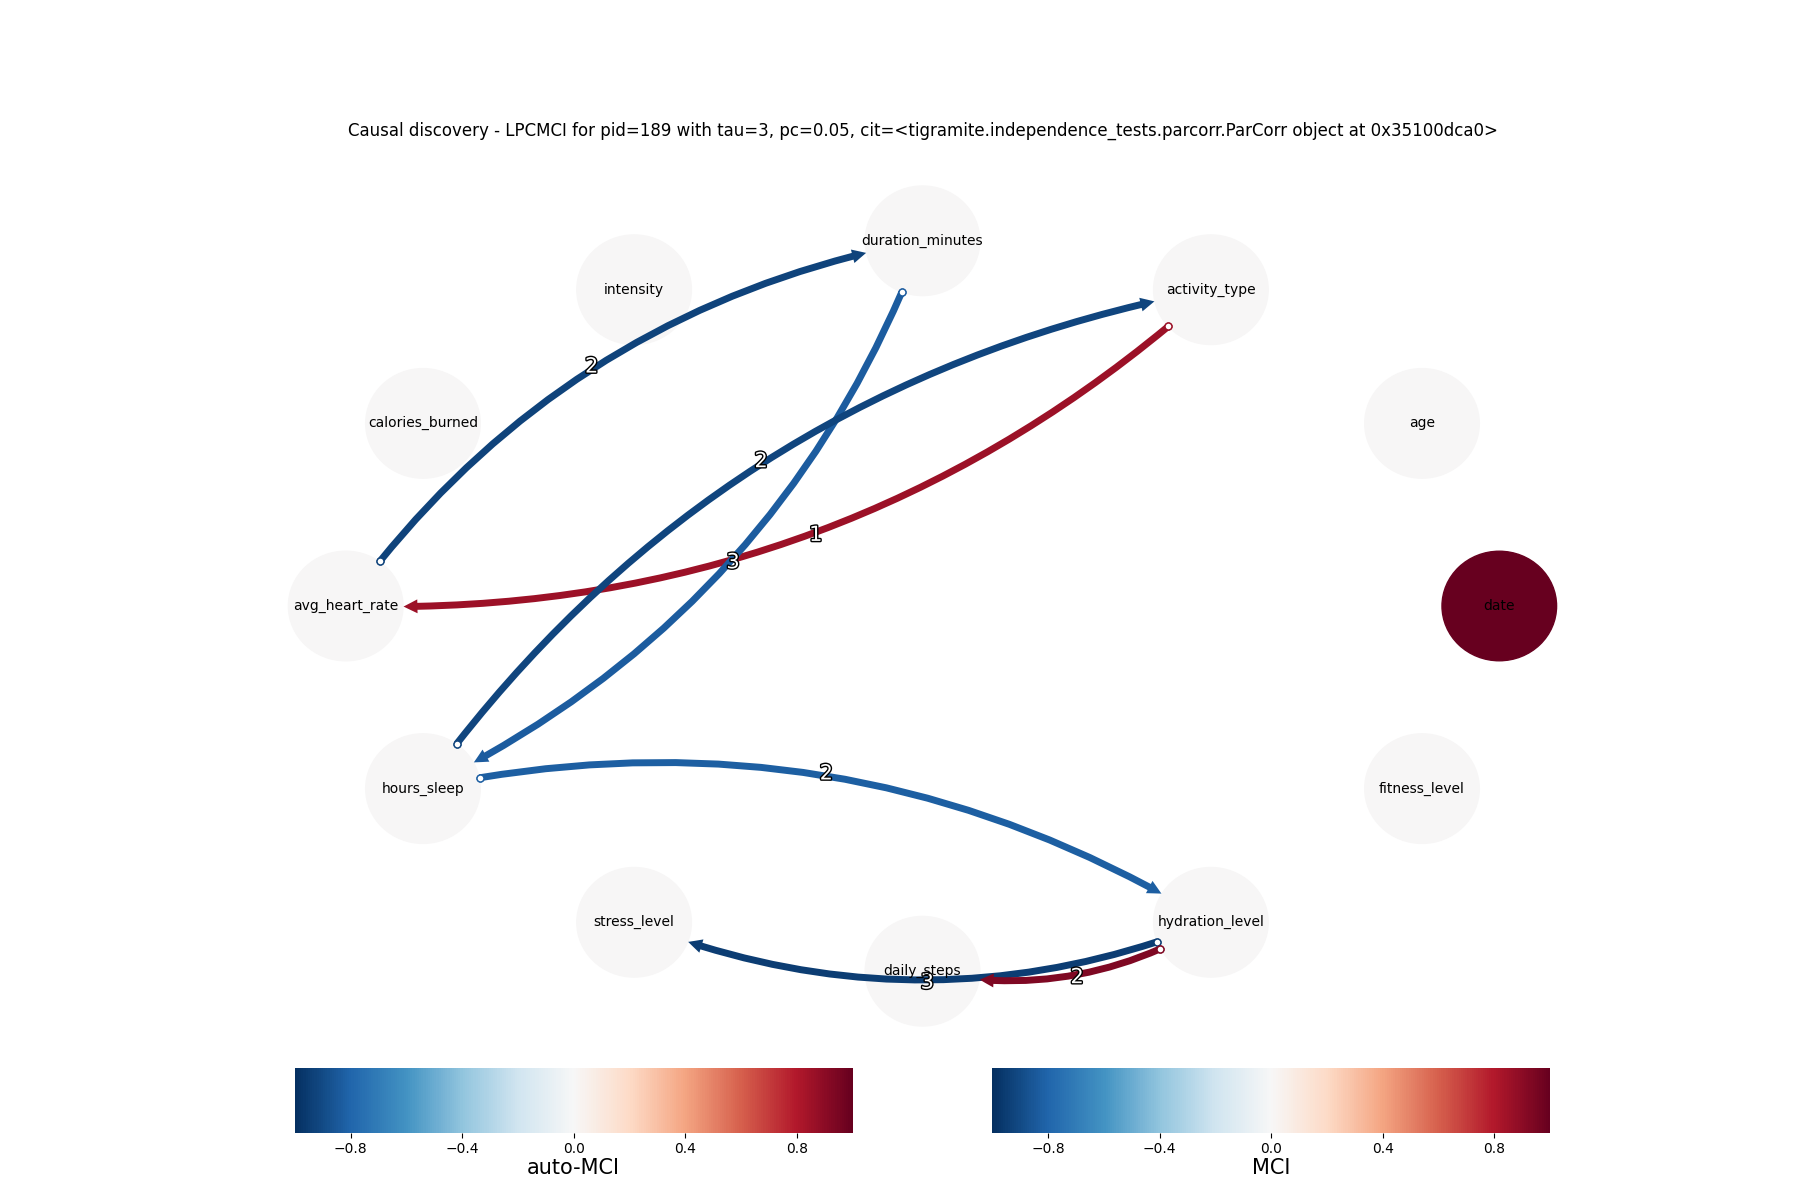 Causal discovery - LPCMCI for pid=189 with tau=3, pc=0.05, cit=<tigramite.independence_tests.parcorr.ParCorr object at 0x35100dca0>
duration_minutes
intensity
activity_type
2
calories_burned
age
2
1
3
avg_heart_rate
date
2
hours_sleep
fitness_level
stress_level
hydration_level
daily_steps
3
2
−0.8 −0.4 0.0 0.4 0.8
auto-MCI
−0.8 −0.4 0.0 0.4 0.8
MCI